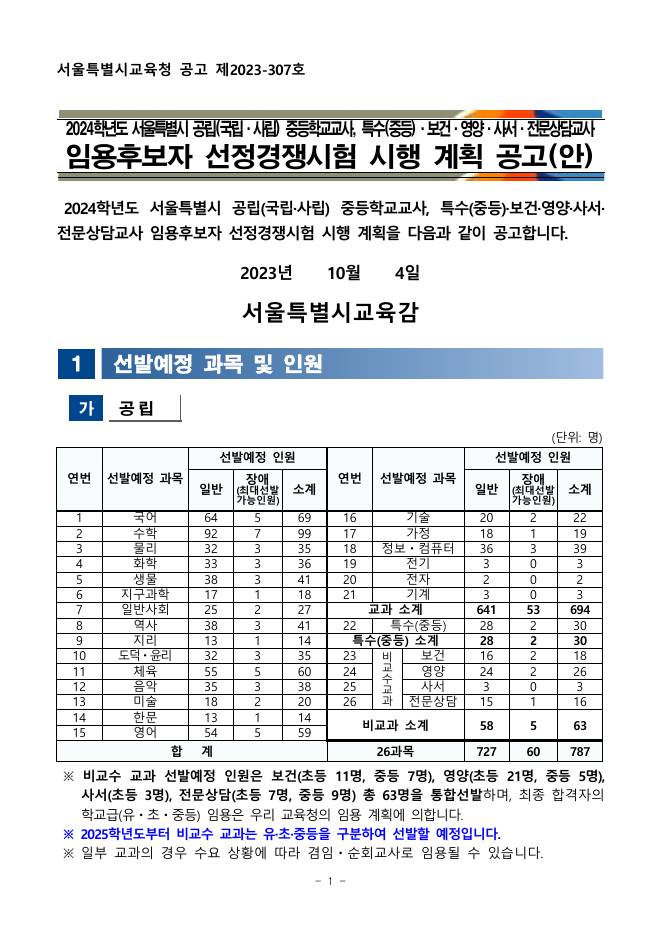 서울특별시교육청 공고 제2023-307호
2024학년도 서울특별시 공립(국립·사립) 중등학교교사, 특수(중등)·보건·영양·사서·전문상담교사
임용후보자 선정경쟁시험 시행 계획 공고(안)
2024학년도 서울특별시 공립(국립·사립) 중등학교교사, 특수(중등)·보건·영양·사서·
전문상담교사 임용후보자 선정경쟁시험 시행 계획을 다음과 같이 공고합니다.
2023년 10월 4일
서울특별시교육감
1 선발예정 과목 및 인원
가 공립
(단위: 명)
연번 선발예정 과목 선발예정 인원 연번 선발예정 과목 선발예정 인원
일반 장애(최대선발가능인원) 소계 일반 장애(최대선발가능인원) 소계
1 국어 64 5 69 16 기술 20 2 22
2 수학 92 7 99 17 가정 18 1 19
3 물리 32 3 35 18 정보·컴퓨터 36 3 39
4 화학 33 3 36 19 전기 3 0 3
5 생물 38 3 41 20 전자 2 0 2
6 지구과학 17 1 18 21 기계 3 0 3
7 일반사회 25 2 27 교과 소계 641 53 694
8 역사 38 3 41 22 특수(중등) 28 2 30
9 지리 13 1 14 특수(중등) 소계 28 2 30
10 도덕·윤리 32 3 35 23 비교수교과 보건 16 2 18
11 체육 55 5 60 24 영양 24 2 26
12 음악 35 3 38 25 사서 3 0 3
13 미술 18 2 20 26 전문상담 15 1 16
14 한문 13 1 14 비교과 소계 58 5 63
15 영어 54 5 59
합 계 26과목 727 60 787
※ 비교수 교과 선발예정 인원은 보건(초등 11명, 중등 7명), 영양(초등 21명, 중등 5명),
사서(초등 3명), 전문상담(초등 7명, 중등 9명) 총 63명을 통합선발하며, 최종 합격자의
학교급(유·초·중등) 임용은 우리 교육청의 임용 계획에 의합니다.
※ 2025학년도부터 비교수 교과는 유·초·중등을 구분하여 선발할 예정입니다.
※ 일부 교과의 경우 수요 상황에 따라 겸임·순회교사로 임용될 수 있습니다.
- 1 -